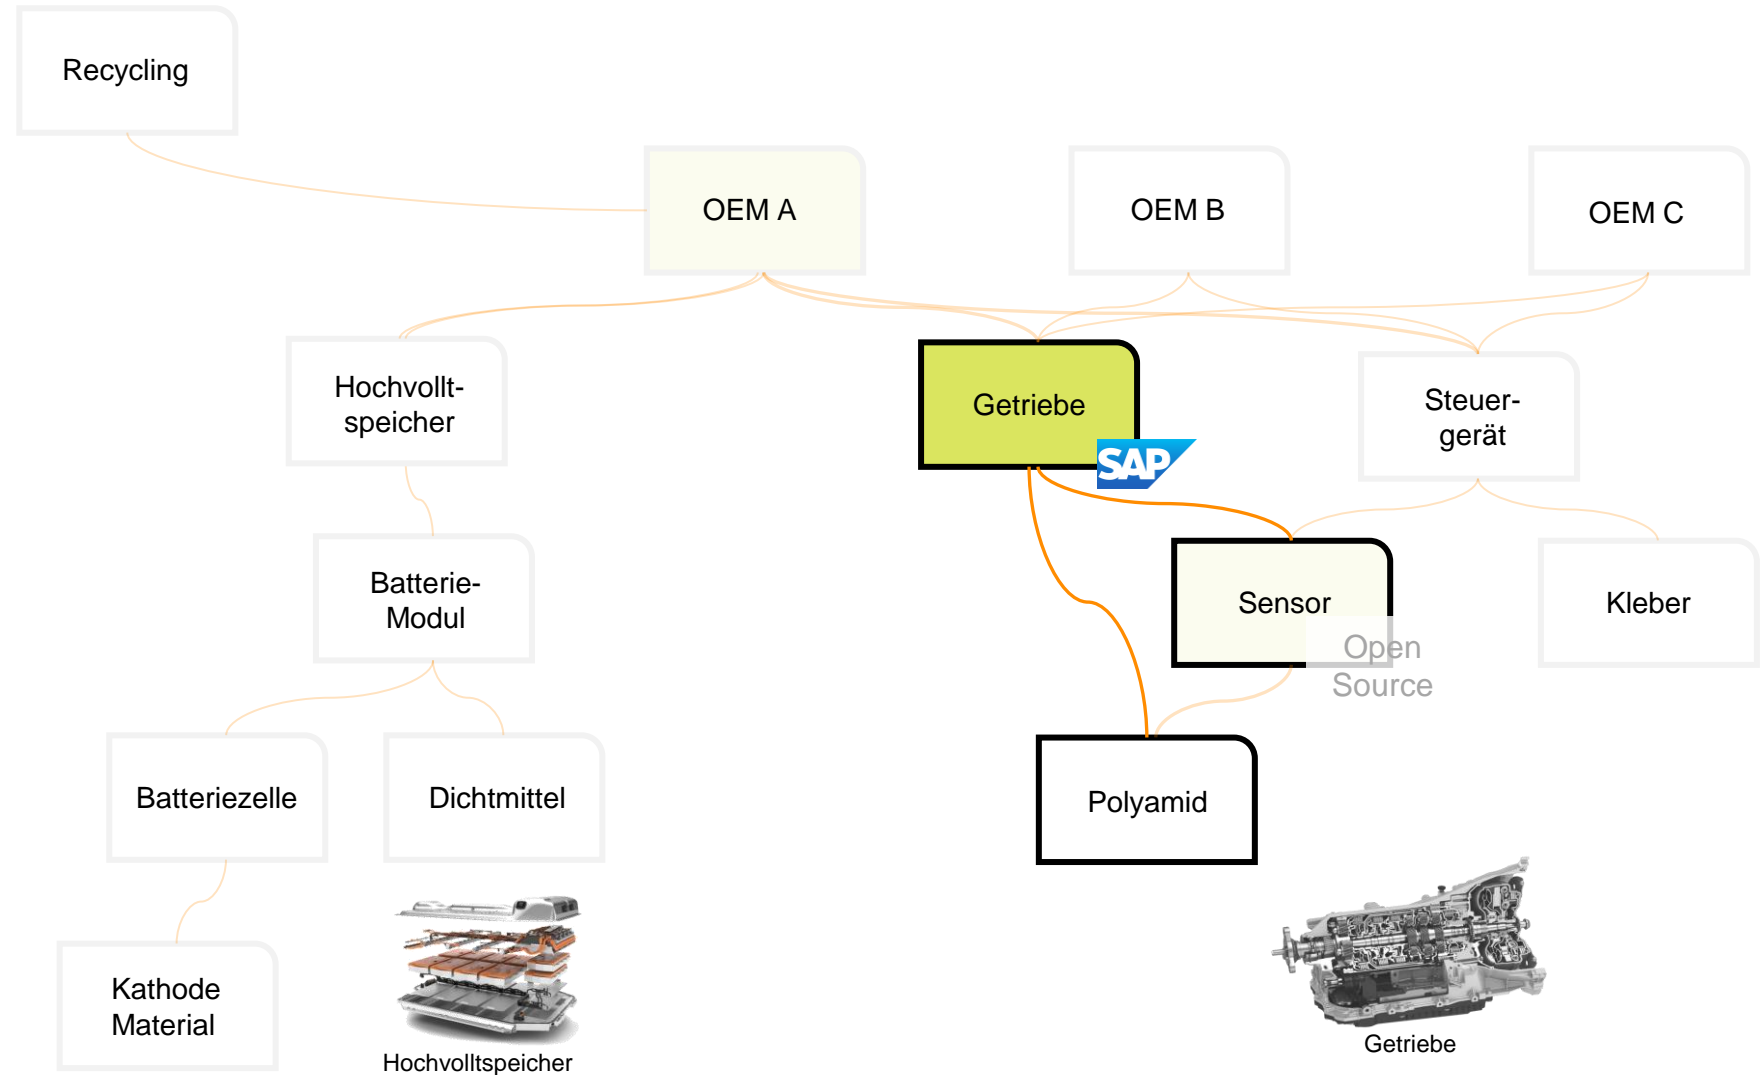 Recycling
OEM A
OEM B
OEM C
Hochvollt-
speicher
Getriebe
SAP
Steuer-
gerät
Batterie-
Modul
Sensor
Open
Source
Kleber
Batteriezelle
Dichtmittel
Polyamid
Kathode
Material
Hochvolltspeicher
Getriebe